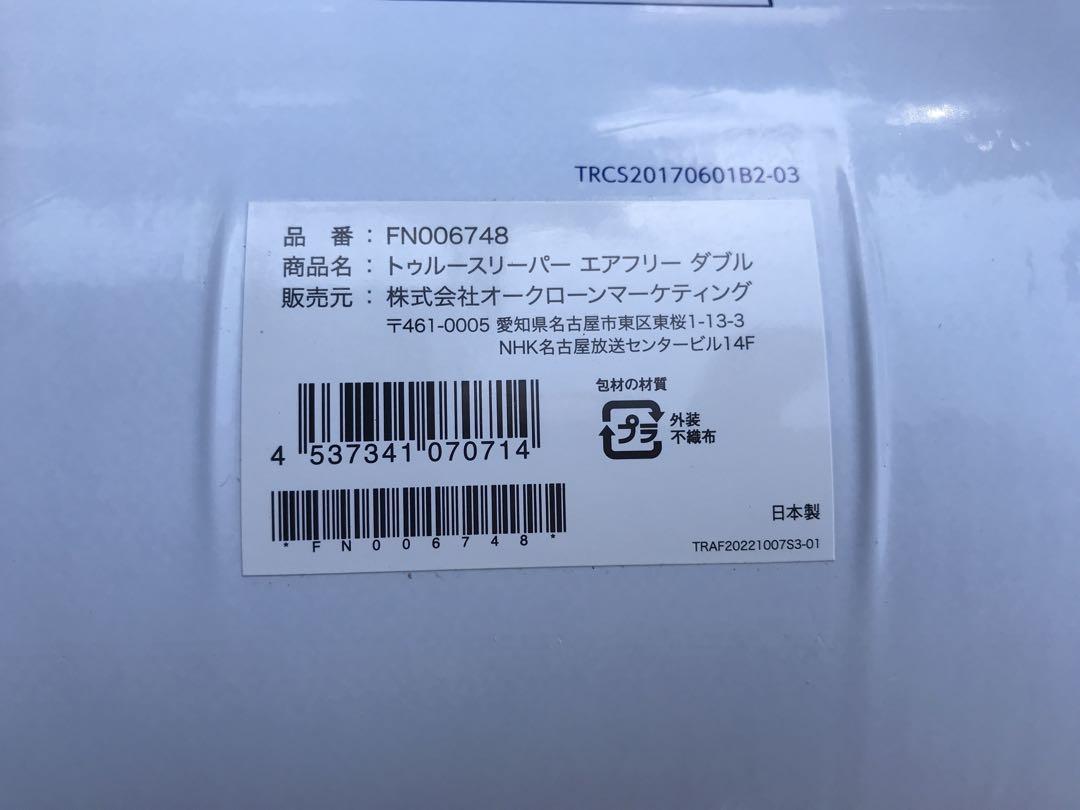 TRCS20170601B2-03
品 番 : FN006748
商品名 : トゥルースリーパー エアフリー ダブル
販売元 : 株式会社オークローンマーケティング
〒461-0005 愛知県名古屋市東区東桜1-13-3
NHK名古屋放送センタービル14F
包材の材質
プラ
外装
不織布
4 537341 070714
*FN006748*
日本製
TRAF20221007S3-01